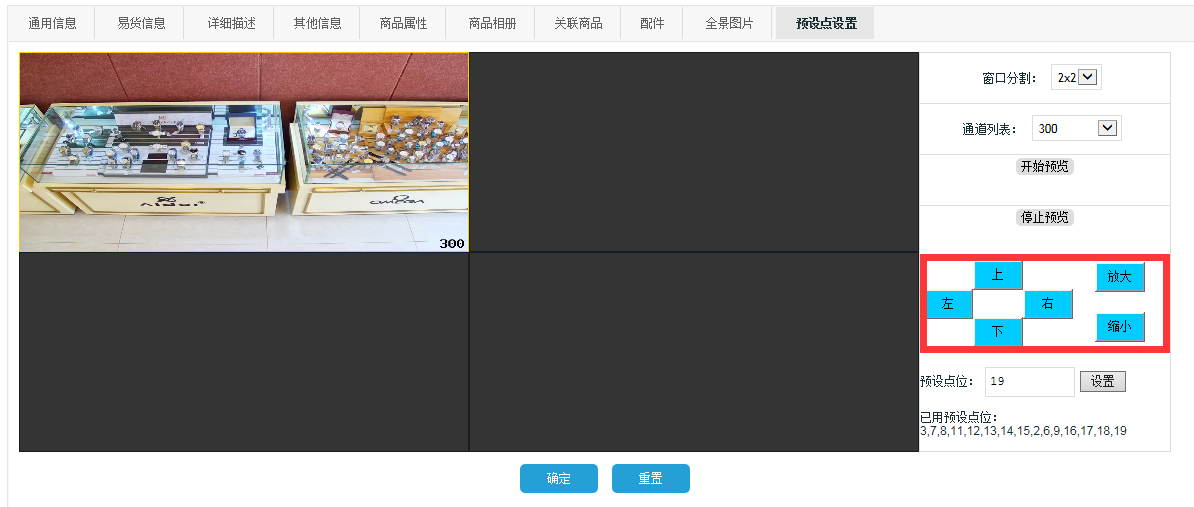 通用信息 易货信息 详细描述 其他信息 商品属性 商品相册 关联商品 配件 全景图片 预设点设置
窗口分割： 2x2
通道列表： 300
开始预览
停止预览
OMEGA
300
上 放大
左 右
下 缩小
预设点位： 19 设置
已用预设点位：
3,7,8,11,12,13,14,15,2,6,9,16,17,18,19
确定 重置